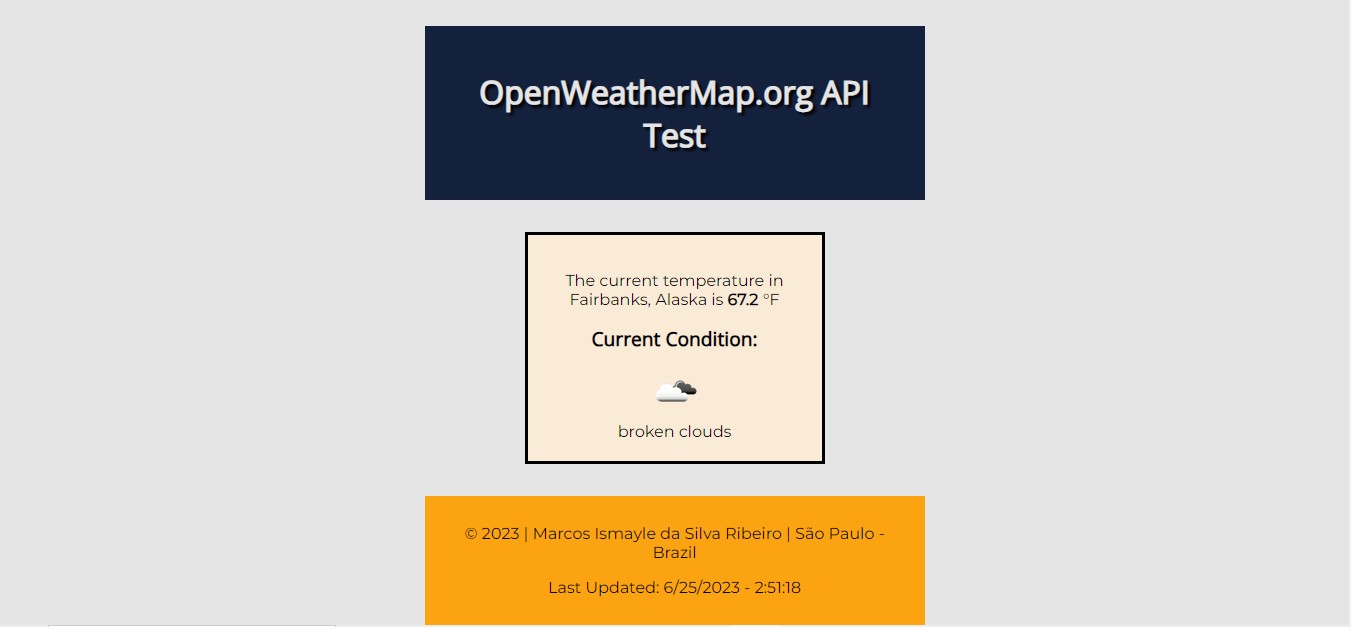 OpenWeatherMap.org API
Test
The current temperature in
Fairbanks, Alaska is 67.2 °F
Current Condition:
broken clouds
© 2023 | Marcos Ismayle da Silva Ribeiro | São Paulo -
Brazil
Last Updated: 6/25/2023 - 2:51:18